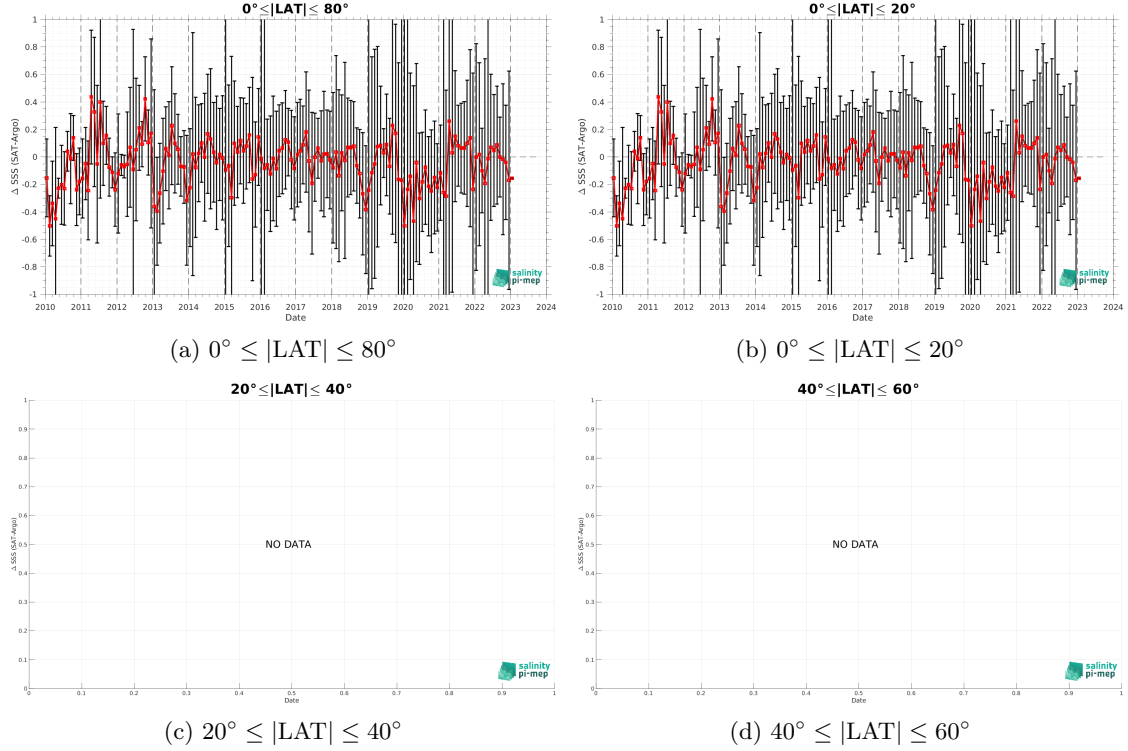 0°≤|LAT|≤ 80°
Δ SSS (SAT-Argo)
1
0.8
0.6
0.4
0.2
0
-0.2
-0.4
-0.6
-0.8
-1
2010 2011 2012 2013 2014 2015 2016 2017 2018 2019 2020 2021 2022 2023 2024
Date
salinity
pi-mep
(a) 0° ≤ |LAT| ≤ 80°
0°≤|LAT|≤ 20°
Δ SSS (SAT-Argo)
1
0.8
0.6
0.4
0.2
0
-0.2
-0.4
-0.6
-0.8
-1
2010 2011 2012 2013 2014 2015 2016 2017 2018 2019 2020 2021 2022 2023 2024
Date
salinity
pi-mep
(b) 0° ≤ |LAT| ≤ 20°
20°≤|LAT|≤ 40°
Δ SSS (SAT-Argo)
1
0.9
0.8
0.7
0.6
0.5
0.4
0.3
0.2
0.1
0
NO DATA
0 0.1 0.2 0.3 0.4 0.5 0.6 0.7 0.8 0.9 1
Date
salinity
pi-mep
(c) 20° ≤ |LAT| ≤ 40°
40°≤|LAT|≤ 60°
Δ SSS (SAT-Argo)
1
0.9
0.8
0.7
0.6
0.5
0.4
0.3
0.2
0.1
0
NO DATA
0 0.1 0.2 0.3 0.4 0.5 0.6 0.7 0.8 0.9 1
Date
salinity
pi-mep
(d) 40° ≤ |LAT| ≤ 60°